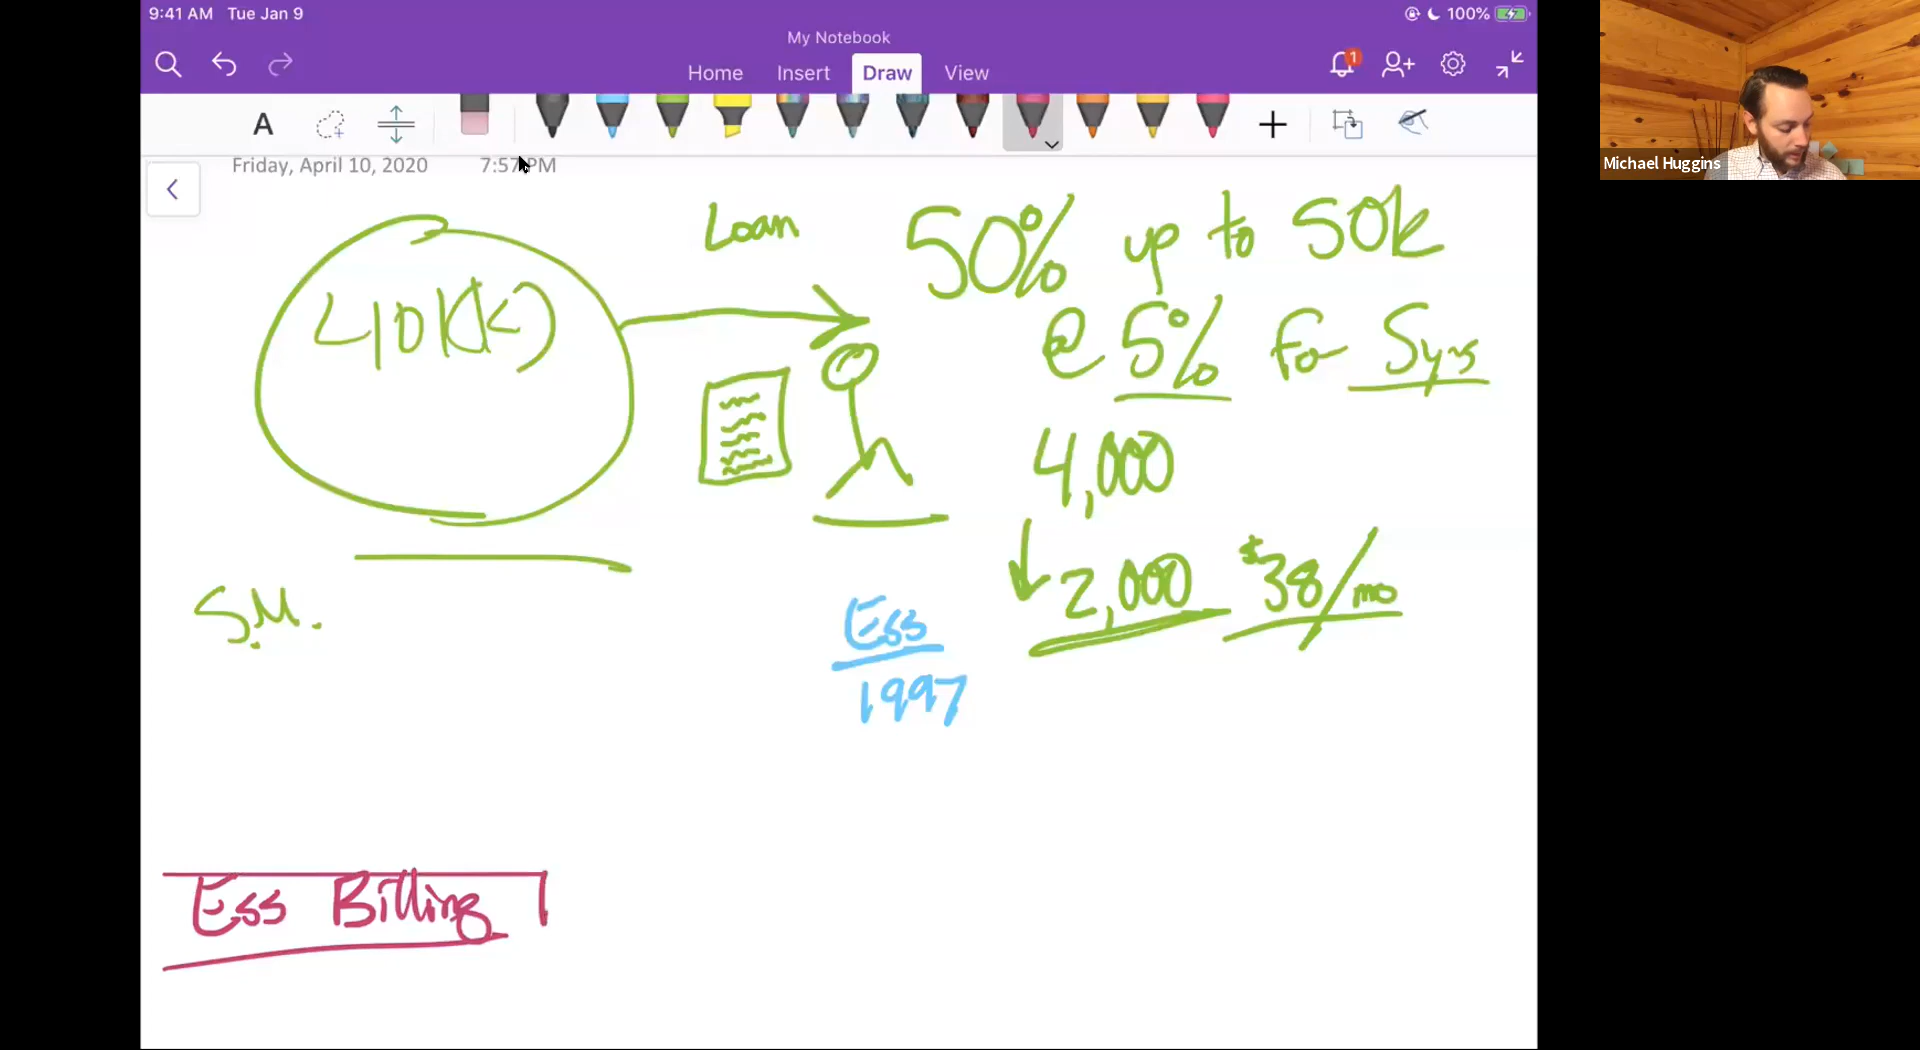 9:41 AM Tue Jan 9
100%
My Notebook
Home Insert Draw View
1
A
Friday, April 10, 2020 7:57 PM
Michael Huggins
Loan 50% up to 50k
401(k)
@ 5% for 5yrs
4,000
2,000 $38/mo
S.M.
Ess
1997
Ess Billing